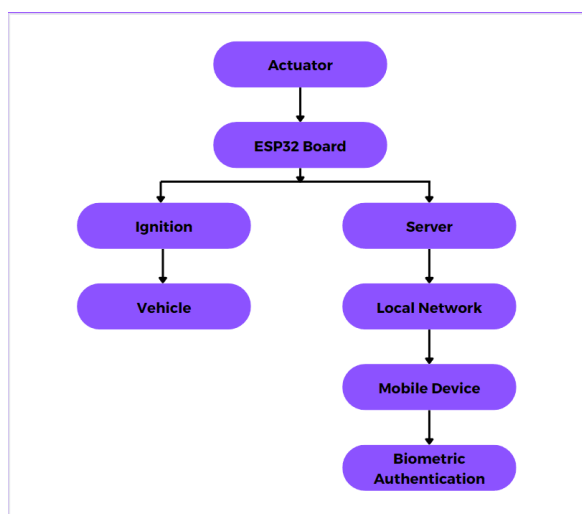 Actuator
ESP32 Board
Ignition
Server
Vehicle
Local Network
Mobile Device
Biometric
Authentication